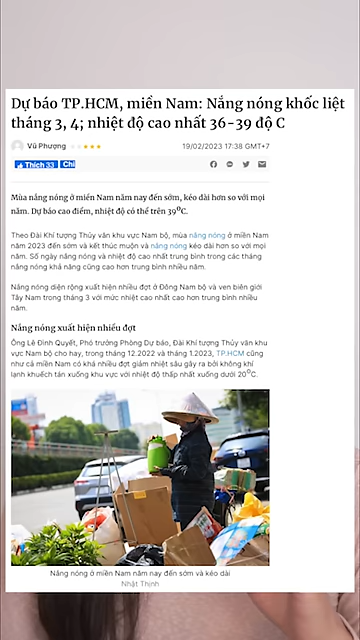 Dự báo TP.HCM, miền Nam: Nắng nóng khốc liệt
tháng 3, 4; nhiệt độ cao nhất 36-39 độ C
Vũ Phượng
19/02/2023 17:38 GMT+7
Thích 33
Chi
Mùa nắng nóng ở miền Nam năm nay đến sớm, kéo dài hơn so với mọi
năm. Dự báo cao điểm, nhiệt độ có thể trên 39°C.
Theo Đài Khí tượng Thủy văn khu vực Nam bộ, mùa nắng nóng ở miền
Nam năm 2023 đến sớm và kết thúc muộn và nắng nóng kéo dài hơn so với mọi
năm. Số ngày nắng nóng và nhiệt độ cao nhất trung bình trong các tháng
nắng nóng khả năng cũng cao hơn trung bình nhiều năm.
Nắng nóng diện rộng xuất hiện nhiều đợt ở Đông Nam bộ và ven biên giới
Tây Nam trong tháng 3 với mức nhiệt cao nhất cao hơn trung bình nhiều
năm.
Nắng nóng xuất hiện nhiều đợt
Ông Lê Đình Quyết, Phó trưởng Phòng Dự báo, Đài Khí tượng Thủy văn khu
vực Nam bộ cho hay, trong tháng 12.2022 và tháng 1.2023, TP.HCM cũng
như cả miền Nam có khá nhiều đợt giảm nhiệt sâu gây ra bởi không khí
lạnh khuếch tán xuống khu vực với nhiệt độ thấp nhất xuống dưới 20°C.
Nắng nóng ở miền Nam năm nay đến sớm và kéo dài
Nhật Thịnh